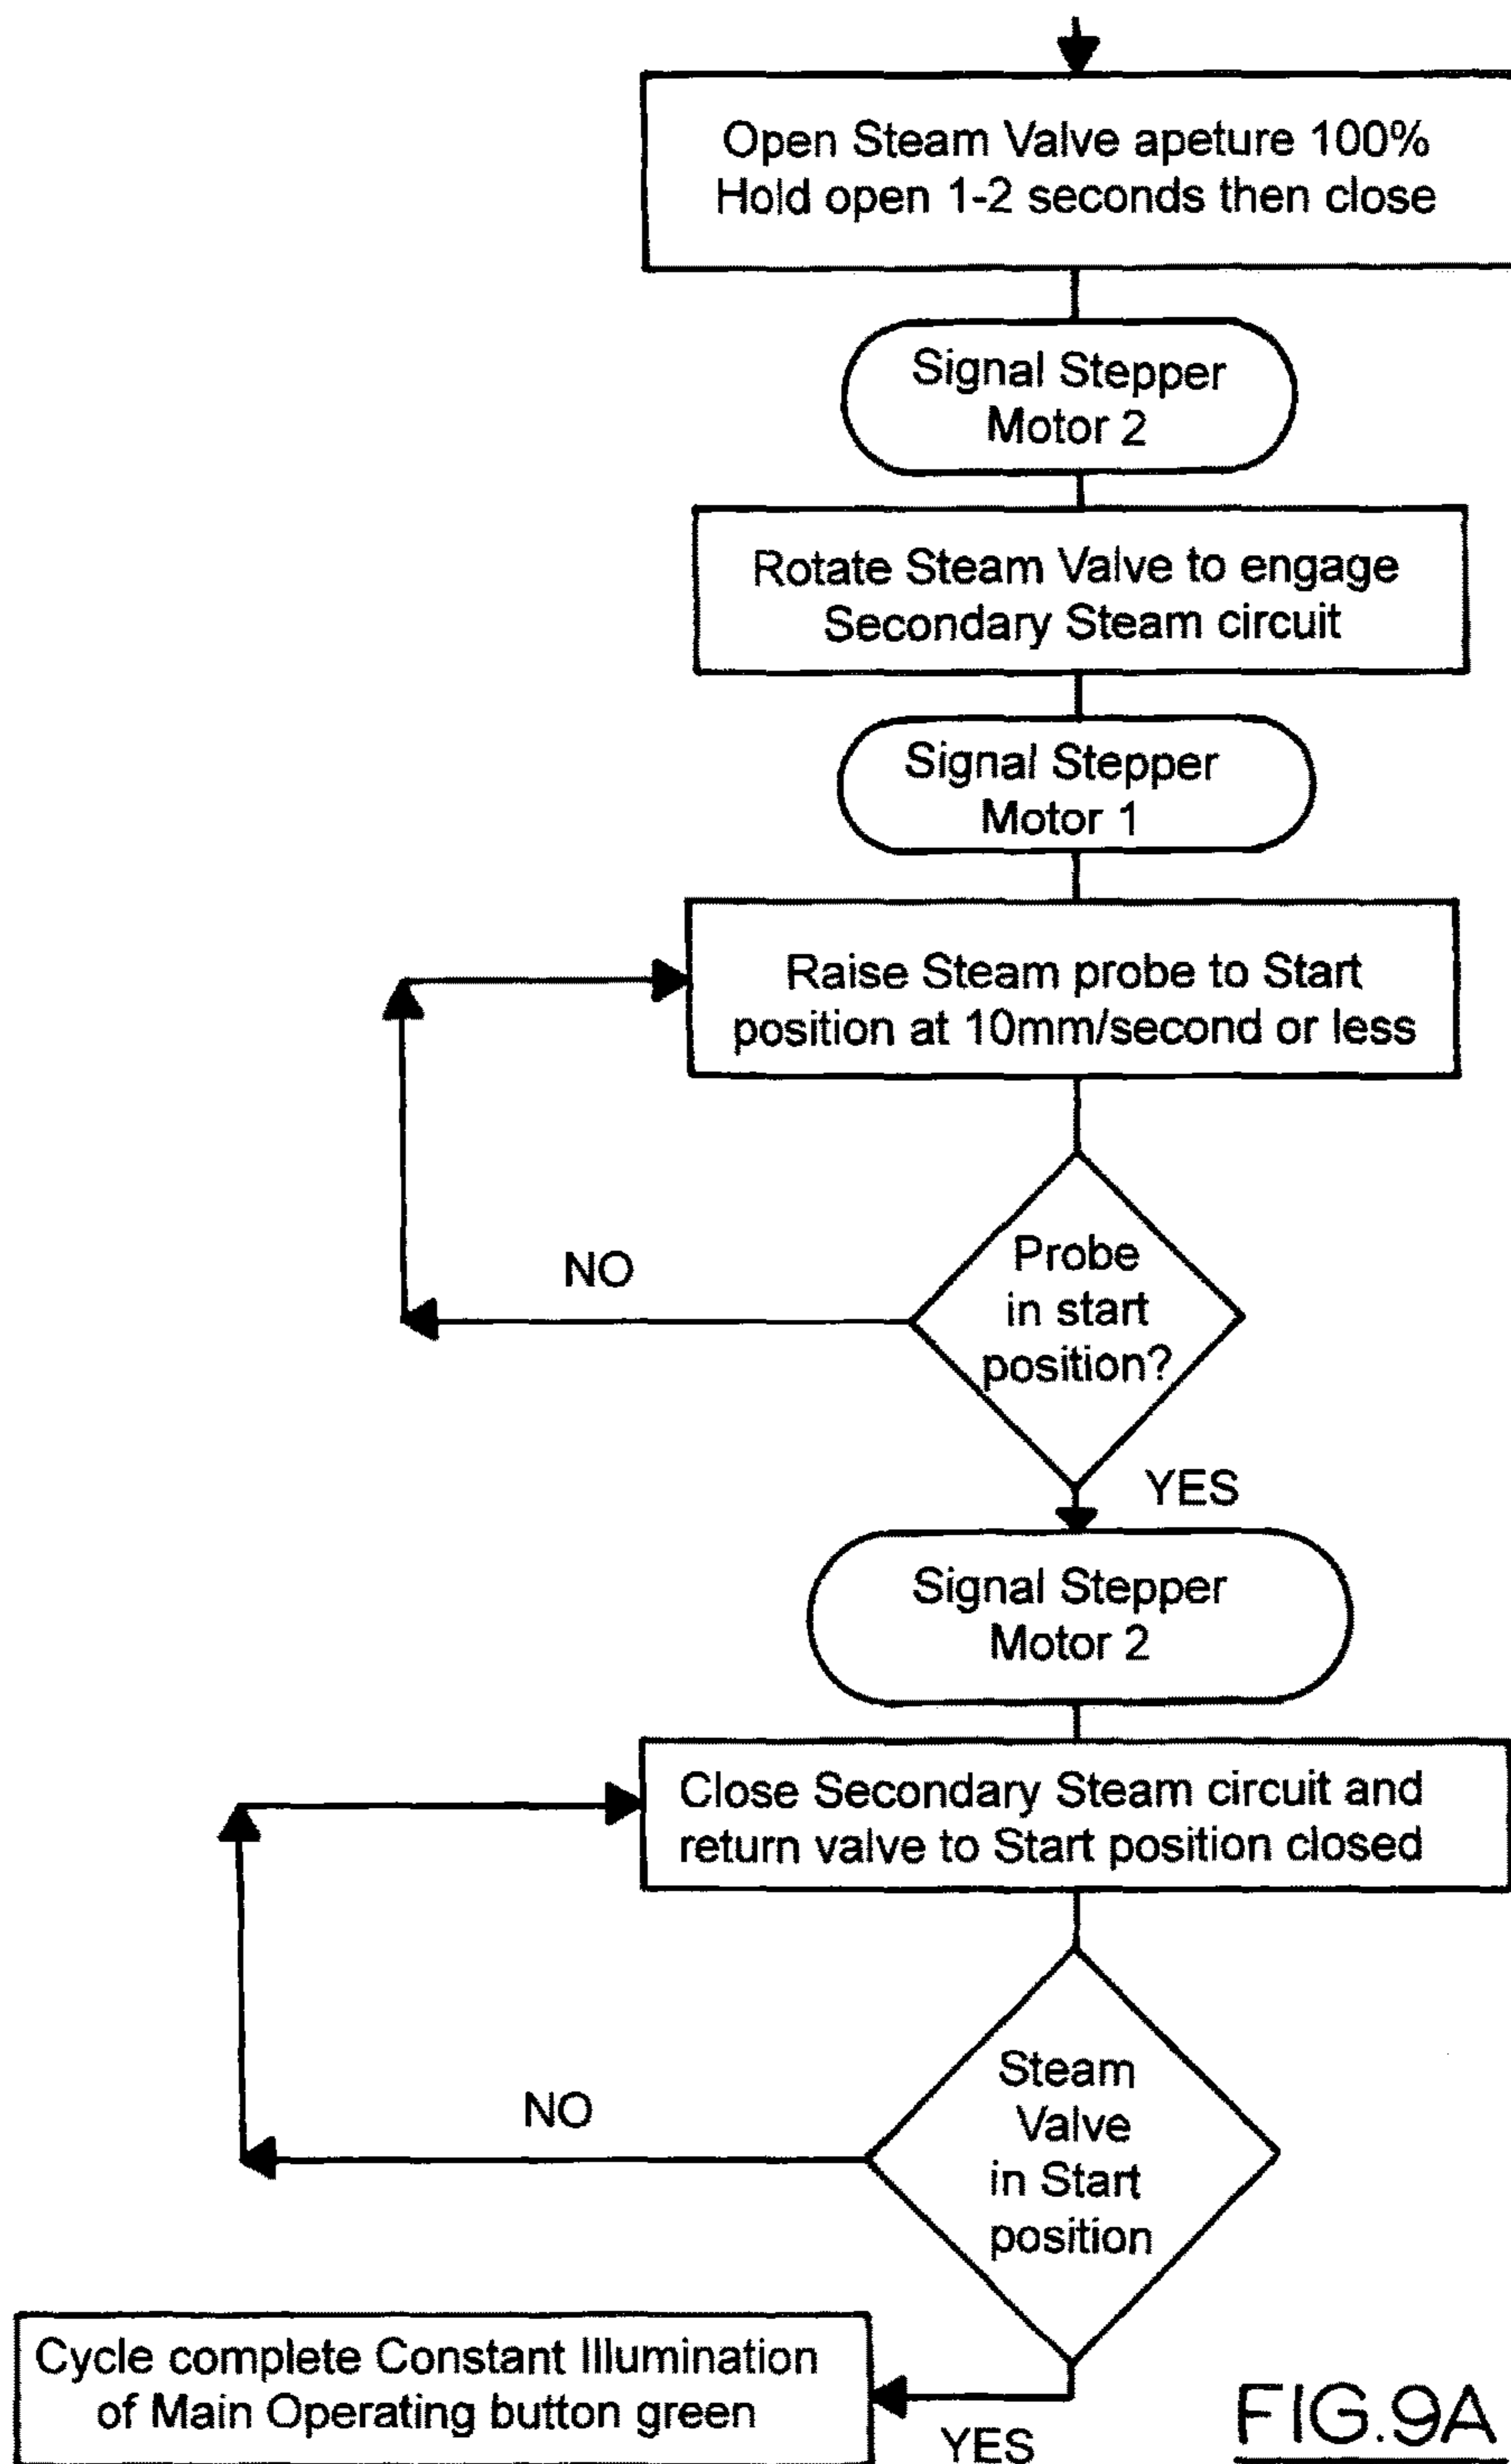 Open Steam Valve apeture 100%
Hold open 1-2 seconds then close
Signal Stepper
Motor 2
Rotate Steam Valve to engage
Secondary Steam circuit
Signal Stepper
Motor 1
Raise Steam probe to Start
position at 10mm/second or less
Probe
in start
position?
NO
YES
Signal Stepper
Motor 2
Close Secondary Steam circuit and
return valve to Start position closed
Steam
Valve
in Start
position
NO
YES
Cycle complete Constant Illumination
of Main Operating button green
FIG.9A